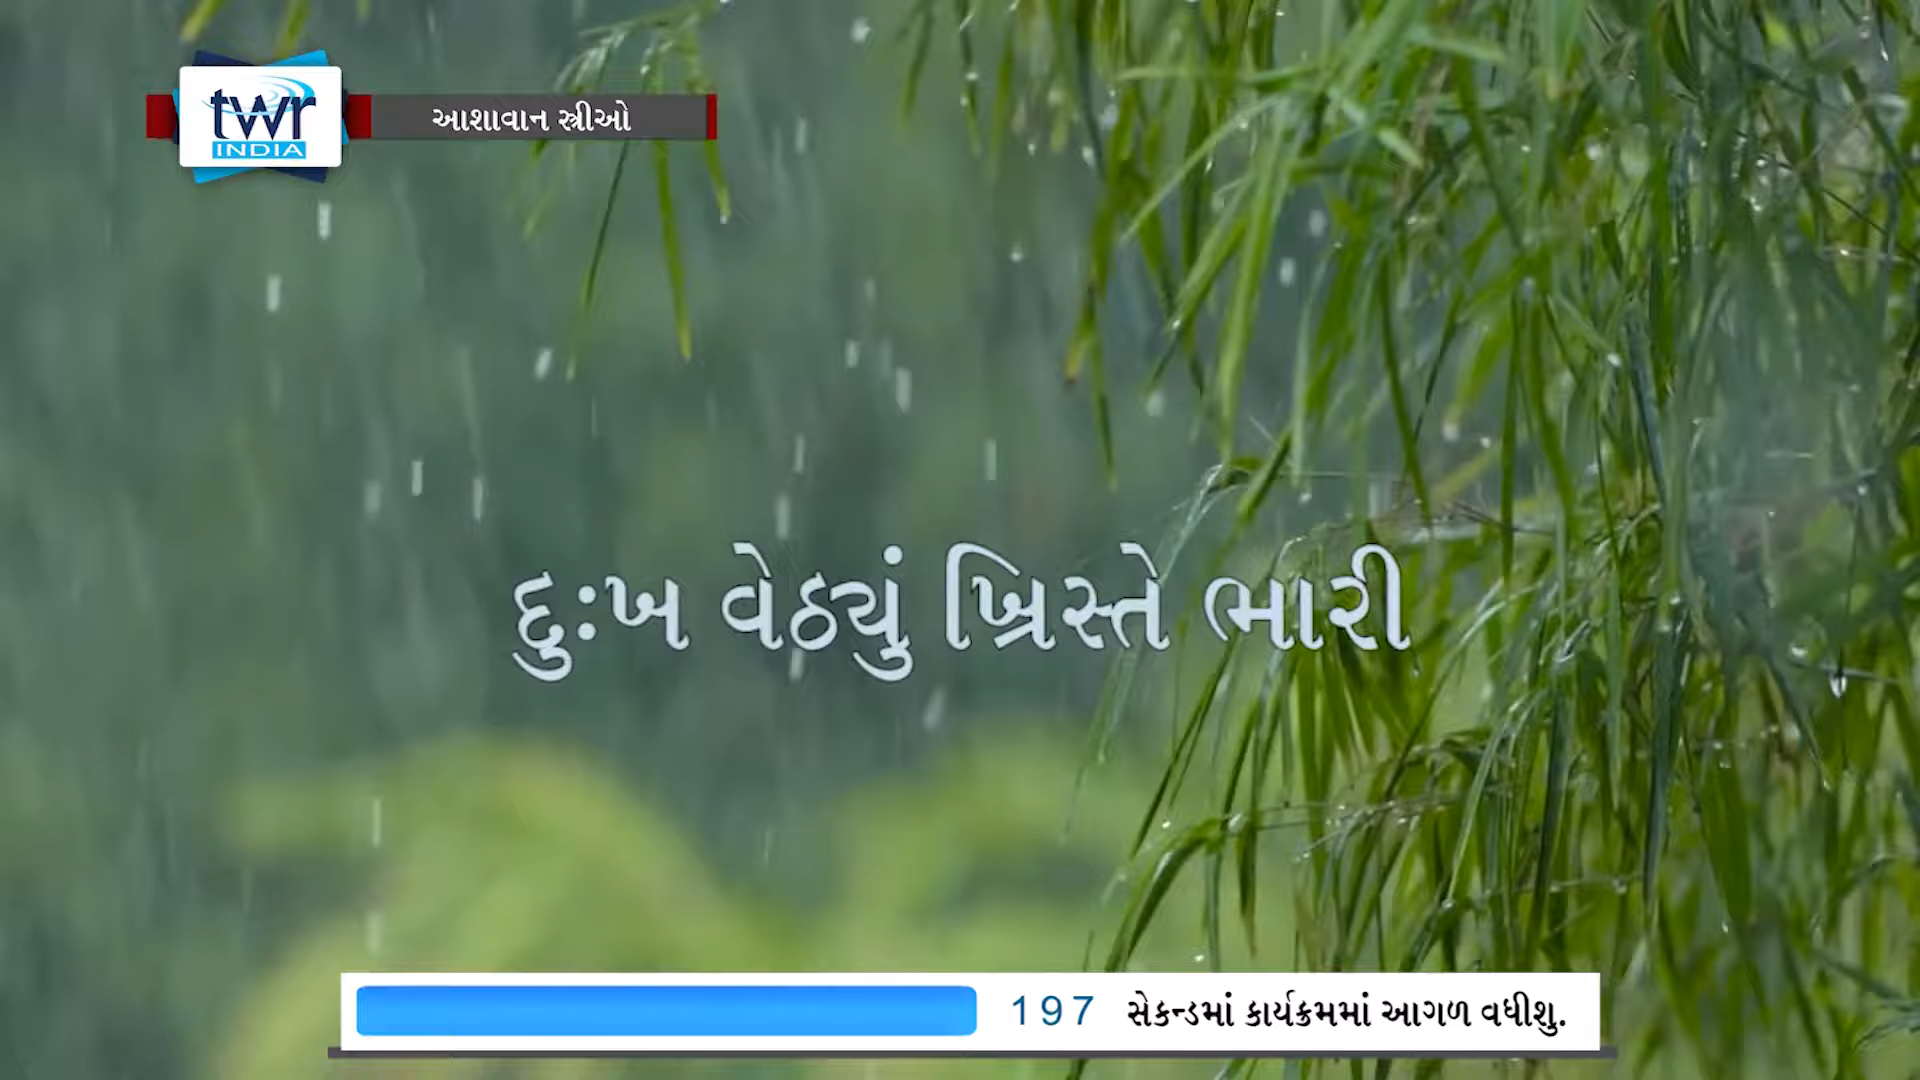 twr
INDIA
આશાવાન સ્ત્રીઓ
દુઃખ વેઠ્યું ખ્રિસ્તે ભારી
197 સેકન્ડમાં કાર્યક્રમમાં આગળ વધીશુ.